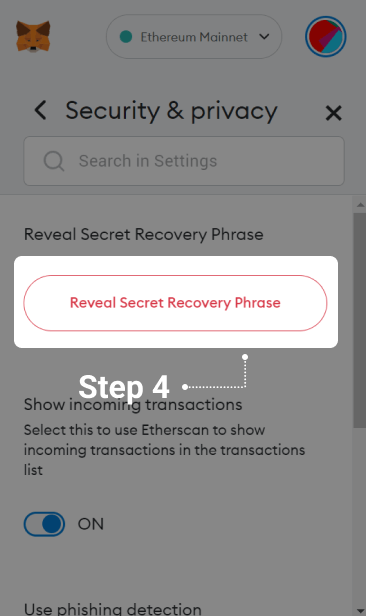 Ethereum Mainnet
Security & privacy
Search in Settings
Reveal Secret Recovery Phrase
Reveal Secret Recovery Phrase
Step 4
Show incoming transactions
Select this to use Etherscan to show
incoming transactions in the transactions
list
ON
Use phishing detection